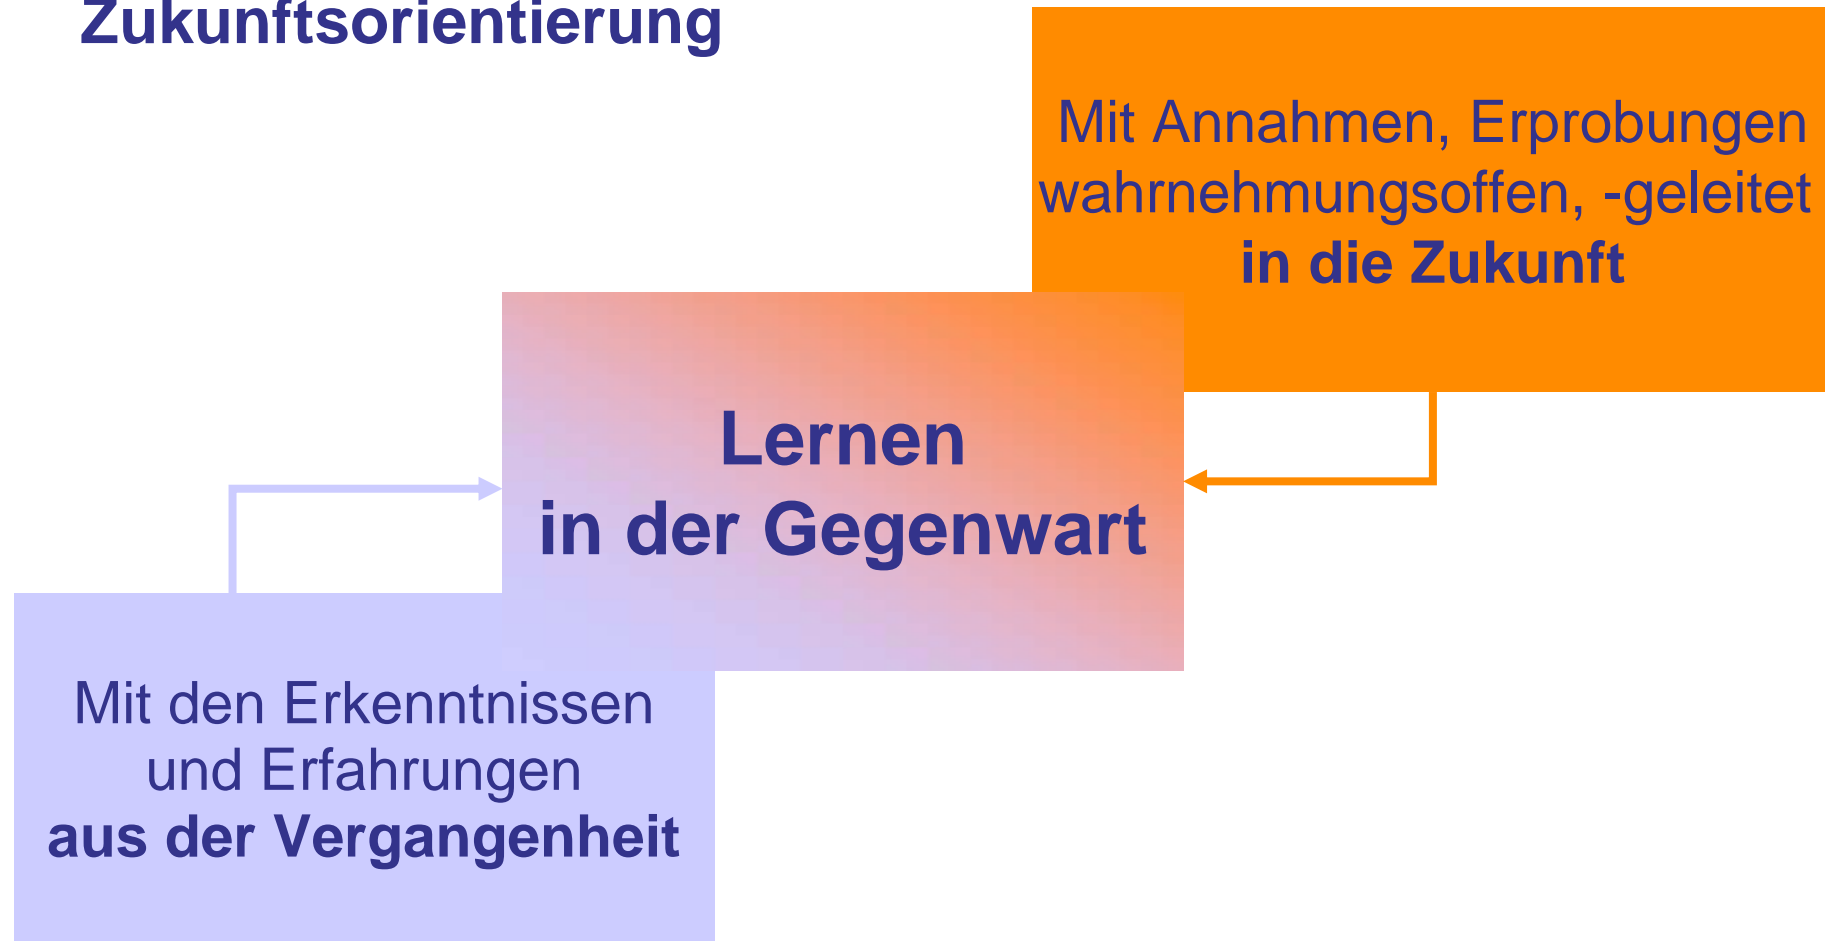 Zukunftsorientierung
Mit Annahmen, Erprobungen
wahrnehmungsoffen, -geleitet
in die Zukunft
Lernen
in der Gegenwart
Mit den Erkenntnissen
und Erfahrungen
aus der Vergangenheit